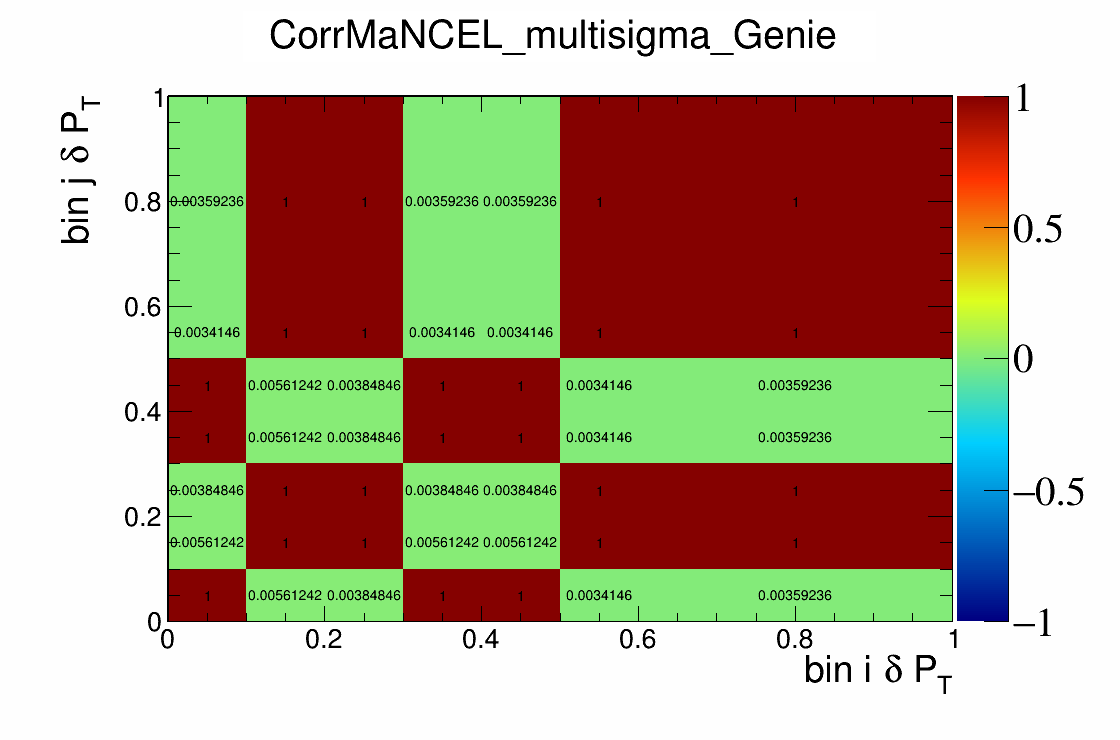 CorrMaNCEL_multisigma_Genie
bin j δ P_T
1
0.8
0.6
0.4
0.2
0
0.00359236 1 1 0.00359236 0.00359236 1 1
0.0034146 1 1 0.0034146 0.0034146 1 1
1 0.00561242 0.00384846 1 1 0.0034146 0.00359236
1 0.00561242 0.00384846 1 1 0.0034146 0.00359236
0.00384846 1 1 0.00384846 0.00384846 1 1
0.00561242 1 1 0.00561242 0.00561242 1 1
1 0.00561242 0.00384846 1 1 0.0034146 0.00359236
0 0.2 0.4 0.6 0.8 1
bin i δ P_T
1
0.5
0
−0.5
−1